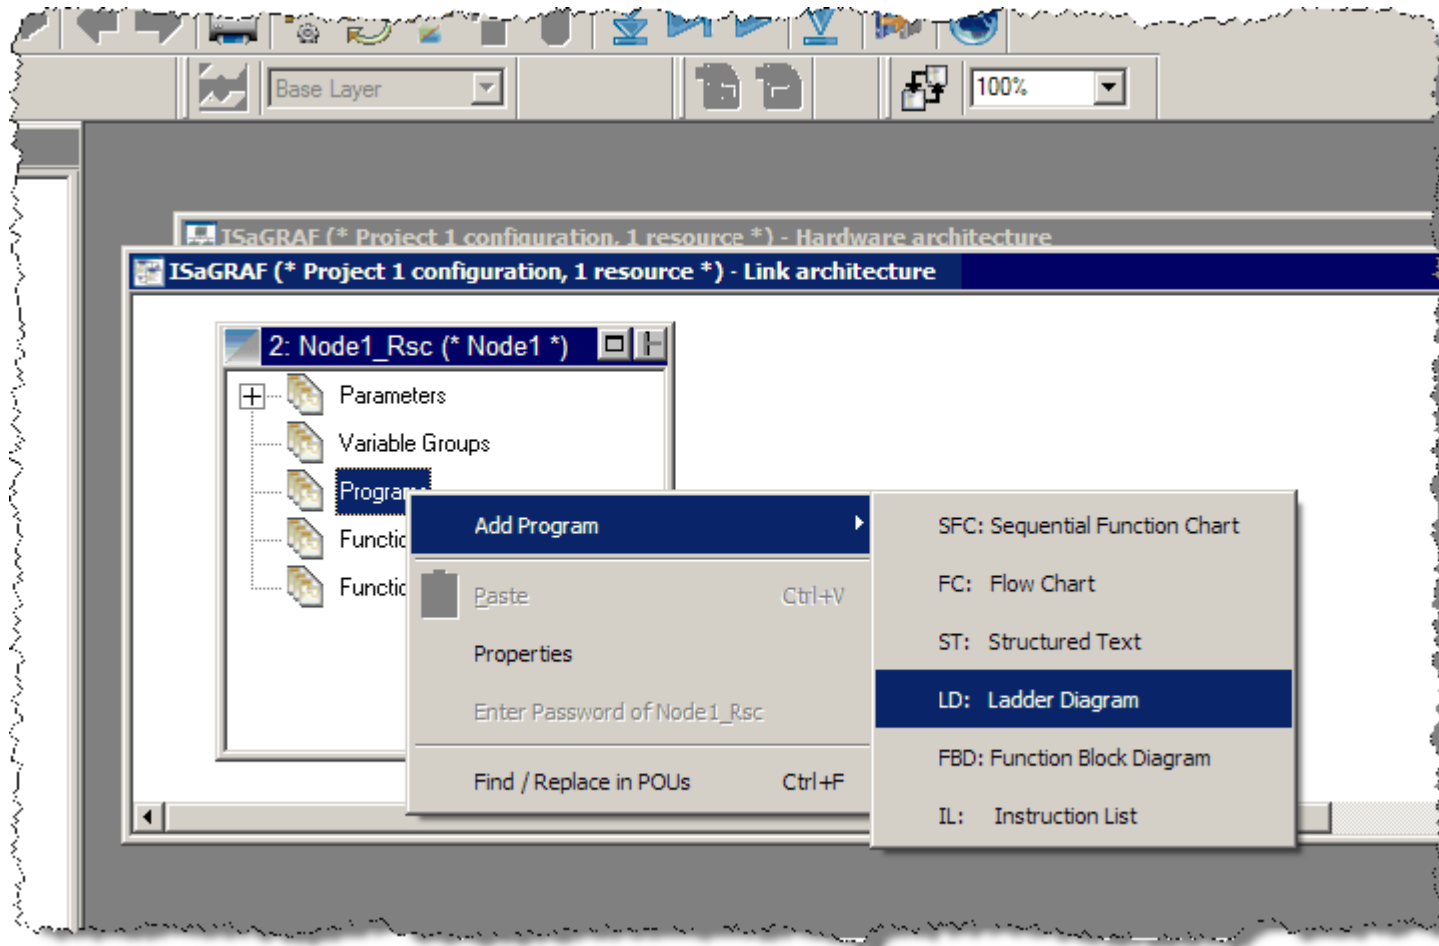 Base Layer
100%
ISaGRAF (* Project 1 configuration, 1 resource *) - Hardware architecture
ISaGRAF (* Project 1 configuration, 1 resource *) - Link architecture
2: Node1_Rsc (* Node1 *)
Parameters
Variable Groups
Program
Functio
Functio
Add Program
Paste Ctrl+V
Properties
Enter Password of Node1_Rsc
Find / Replace in POUs Ctrl+F
SFC: Sequential Function Chart
FC: Flow Chart
ST: Structured Text
LD: Ladder Diagram
FBD: Function Block Diagram
IL: Instruction List